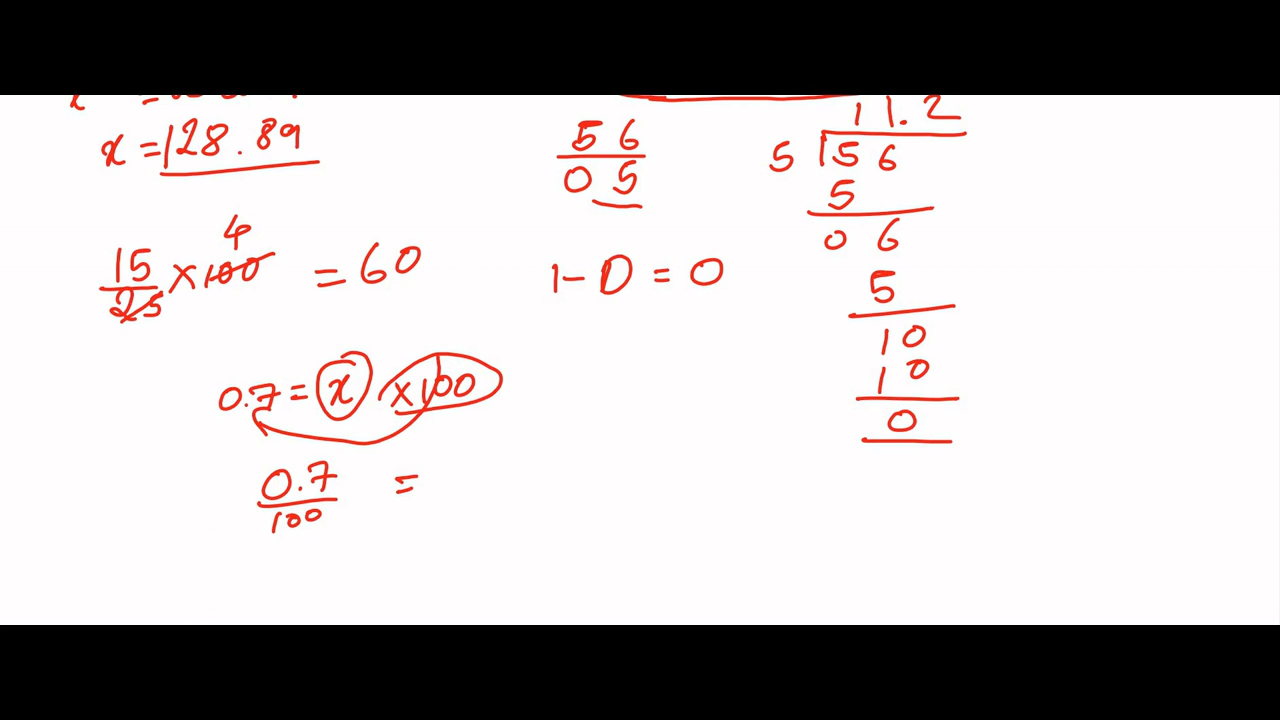 x = 128.89
15/25 × 100 4 = 60
0.7 = x × 100
0.7/100 =
56
05
1 - D = 0
11.2
5 56
5
06
5
10
10
0